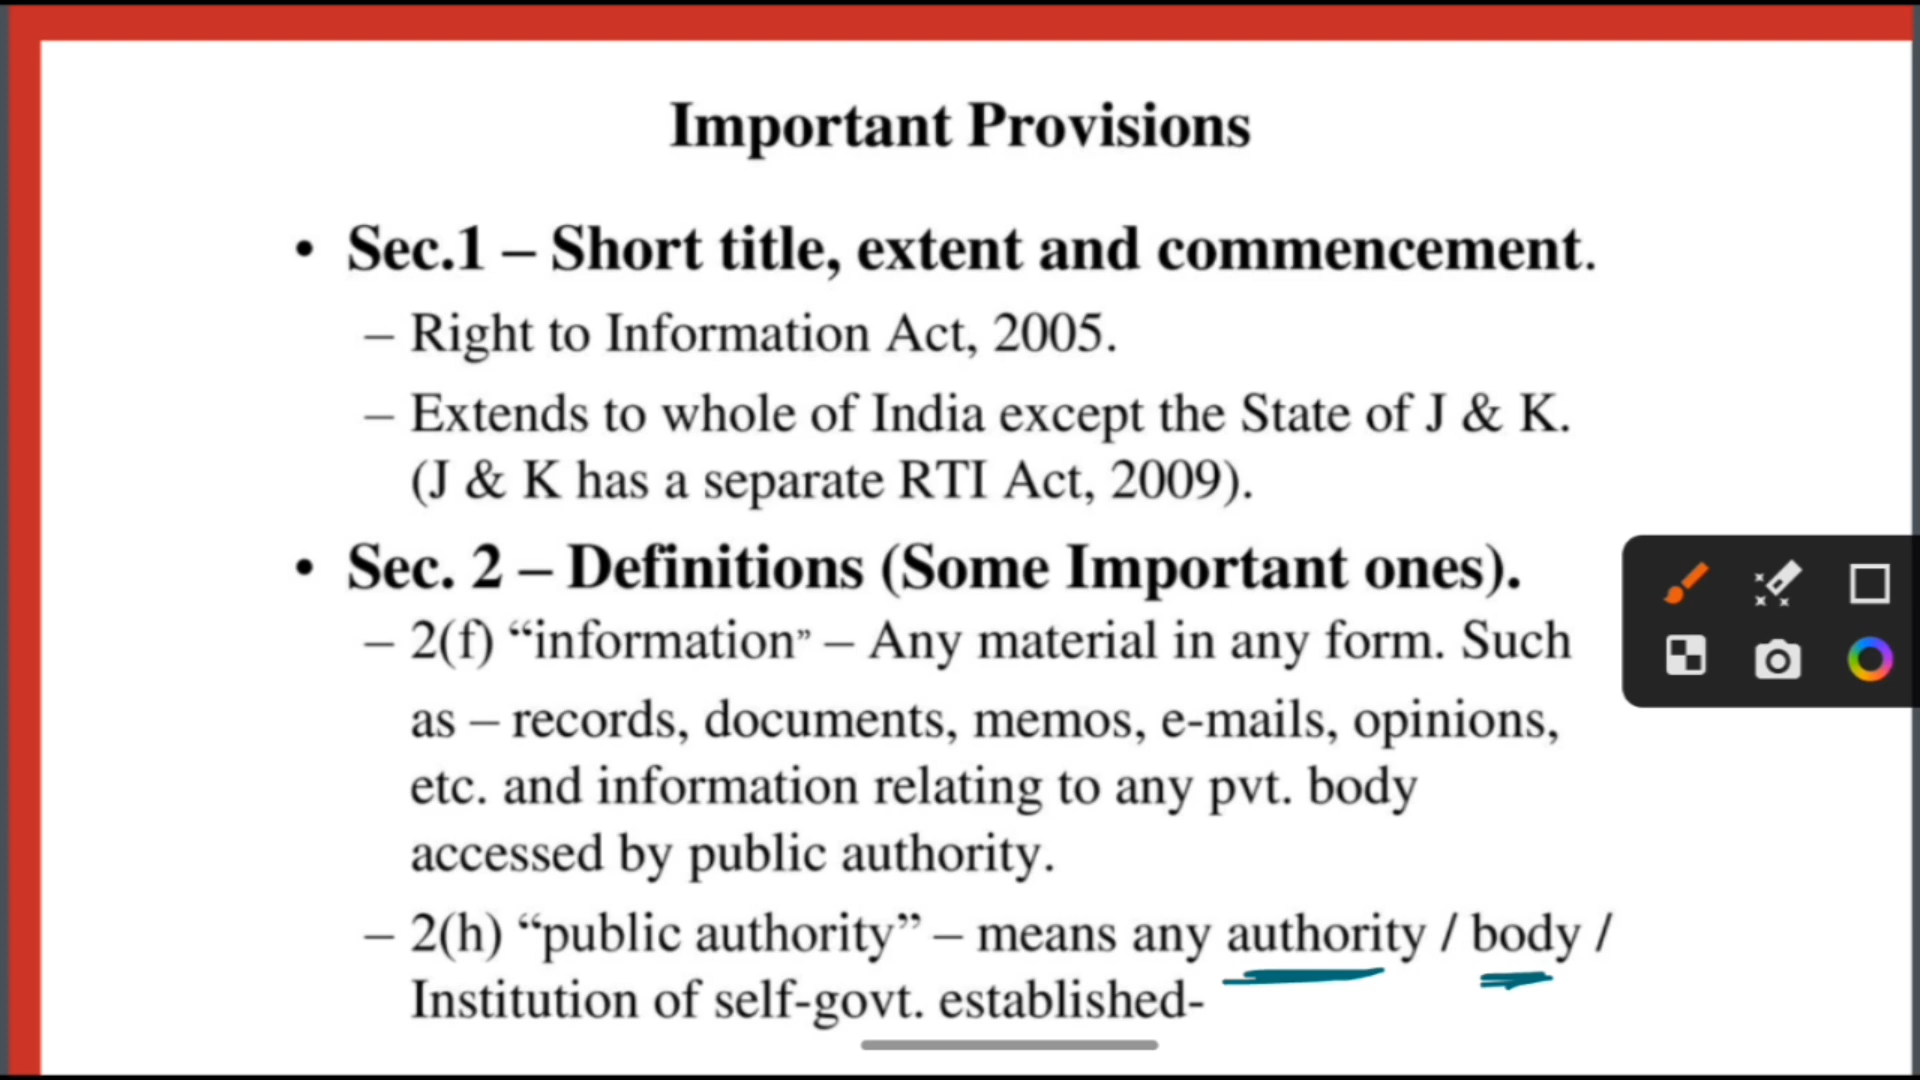 Important Provisions
• Sec.1 – Short title, extent and commencement.
– Right to Information Act, 2005.
– Extends to whole of India except the State of J & K.
(J & K has a separate RTI Act, 2009).
• Sec. 2 – Definitions (Some Important ones).
– 2(f) “information” – Any material in any form. Such
as – records, documents, memos, e-mails, opinions,
etc. and information relating to any pvt. body
accessed by public authority.
– 2(h) “public authority” – means any authority / body /
Institution of self-govt. established-